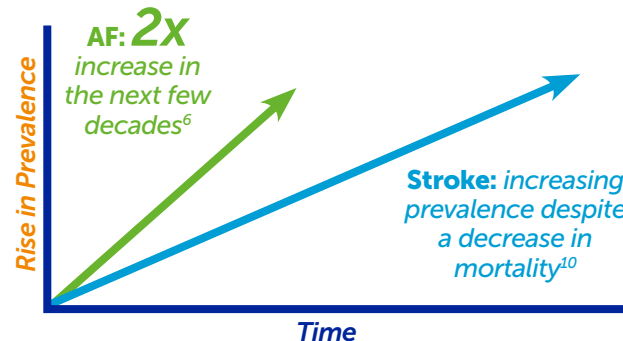 AF: 2x
increase in
the next few
decades6
Rise in Prevalence
Stroke: increasing
prevalence despite
a decrease in
mortality10
Time